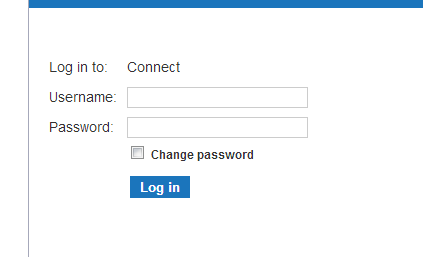 Log in to: Connect
Username:
Password:
Change password
Log in